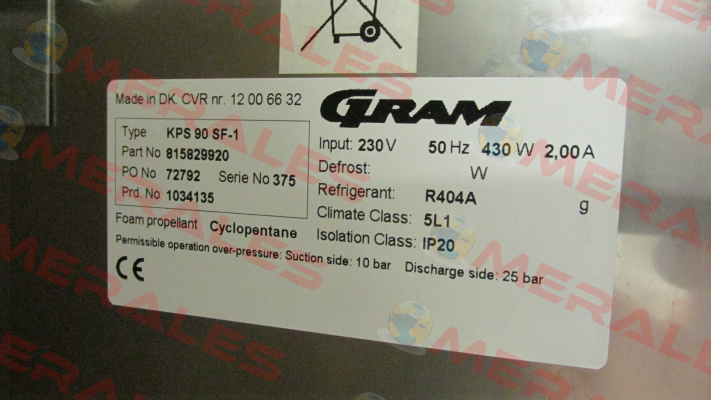 Made in DK. CVR nr. 12 00 66 32
GRAM
Type KPS 90 SF-1
Part No 815829920
PO No 72792 Serie No 375
Prd. No 1034135
Input: 230 V 50 Hz 430 W 2,00 A
Defrost: W
Refrigerant: R404A g
Climate Class: 5L1
Isolation Class: IP20
Foam propellant Cyclopentane
Permissible operation over-pressure: Suction side: 10 bar Discharge side: 25 bar
CE
MERALES
MERALES
MERALES
MERALES
MERALES